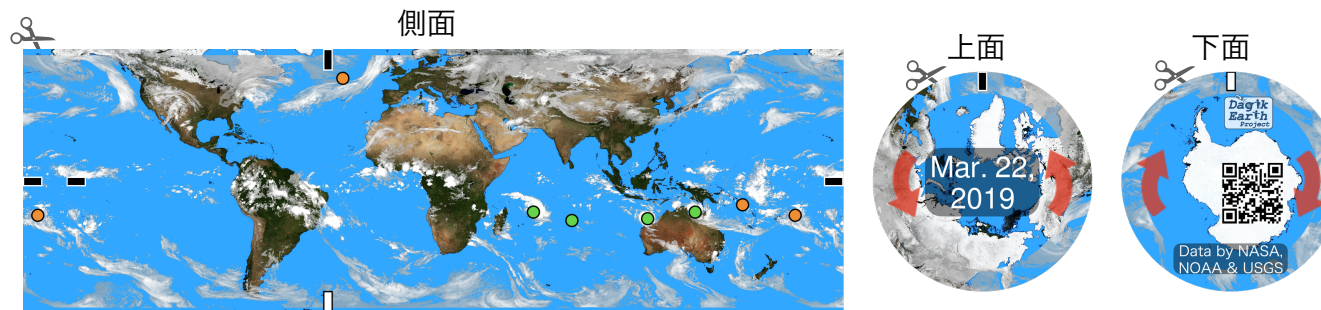 側面
上面
下面
Mar. 22,
2019
Dagik
Earth
Project
Data by NASA,
NOAA & USGS